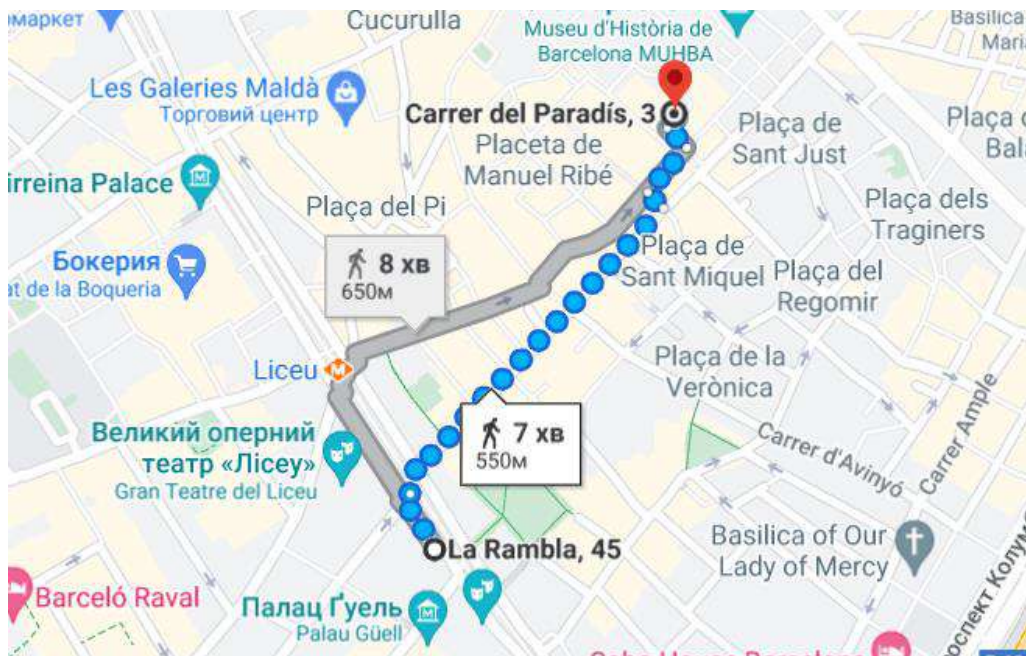 Cucurulla
Museu d'Història de
Barcelona MUHBA
Basilica
Mari
Les Galeries Maldà
Торговий центр
Carrer del Paradís, 3
Placeta de
Manuel Ribé
Plaça de
Sant Just
Plaça
Bala
irreina Palace
Plaça del Pi
Plaça dels
Traginers
8 хв
650м
Бокерия
at de la Boqueria
Plaça de
Sant Miquel
Plaça del
Regomir
Liceu
Plaça de la
Verònica
Великий оперний
театр «Лісеу»
Gran Teatre del Liceu
7 хв
550м
Carrer d'Avinyó
Carrer Ample
La Rambla, 45
Basilica of Our
Lady of Mercy
Barceló Raval
Палац Ґуель
Palau Güell
оспект Колум